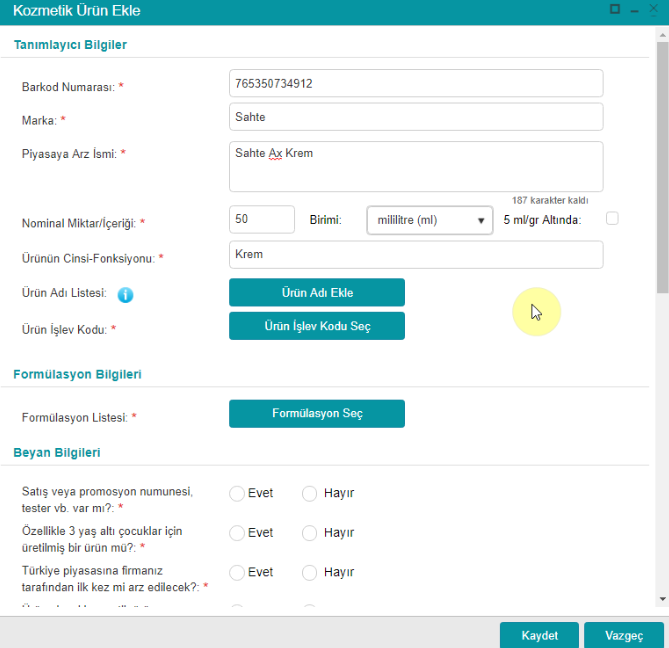 Kozmetik Ürün Ekle
Tanımlayıcı Bilgiler
Barkod Numarası: *
765350734912
Marka: *
Sahte
Piyasaya Arz İsmi: *
Sahte Ax Krem
187 karakter kaldı
Nominal Miktar/İçeriği: *
50
Birimi:
mililitre (ml)
5 ml/gr Altında:
Ürünün Cinsi-Fonksiyonu: *
Krem
Ürün Adı Listesi:
Ürün Adı Ekle
Ürün İşlev Kodu: *
Ürün İşlev Kodu Seç
Formülasyon Bilgileri
Formülasyon Listesi: *
Formülasyon Seç
Beyan Bilgileri
Satış veya promosyon numunesi,
tester vb. var mı?: *
Evet
Hayır
Özellikle 3 yaş altı çocuklar için
üretilmiş bir ürün mü?: *
Evet
Hayır
Türkiye piyasasına firmanız
tarafından ilk kez mi arz edilecek?: *
Evet
Hayır
Kaydet
Vazgeç